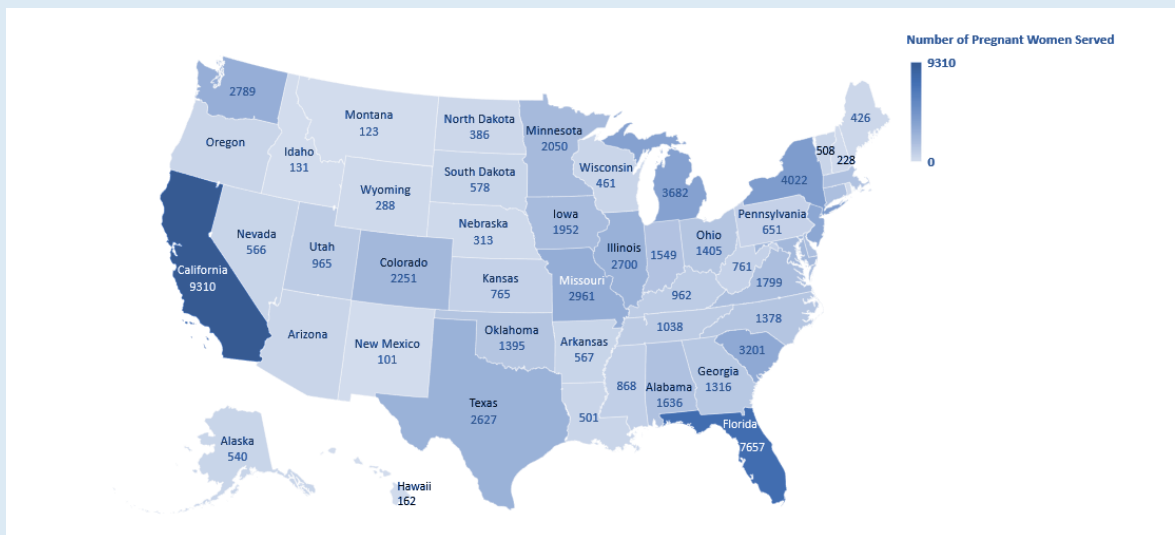 Number of Pregnant Women Served
9310
0
2789
Montana
123
North Dakota
386
Minnesota
2050
426
Oregon
Idaho
131
508
228
Wisconsin
461
South Dakota
578
3682
4022
Wyoming
288
Iowa
1952
Pennsylvania
651
Nebraska
313
Nevada
566
Utah
965
Illinois
2700
1549
Ohio
1405
Colorado
2251
761
California
9310
Kansas
765
Missouri
2961
1799
962
1378
Arizona
Oklahoma
1395
1038
New Mexico
101
Arkansas
567
3201
Georgia
1316
868
Alabama
1636
Texas
2627
501
Florida
7657
Alaska
540
Hawaii
162